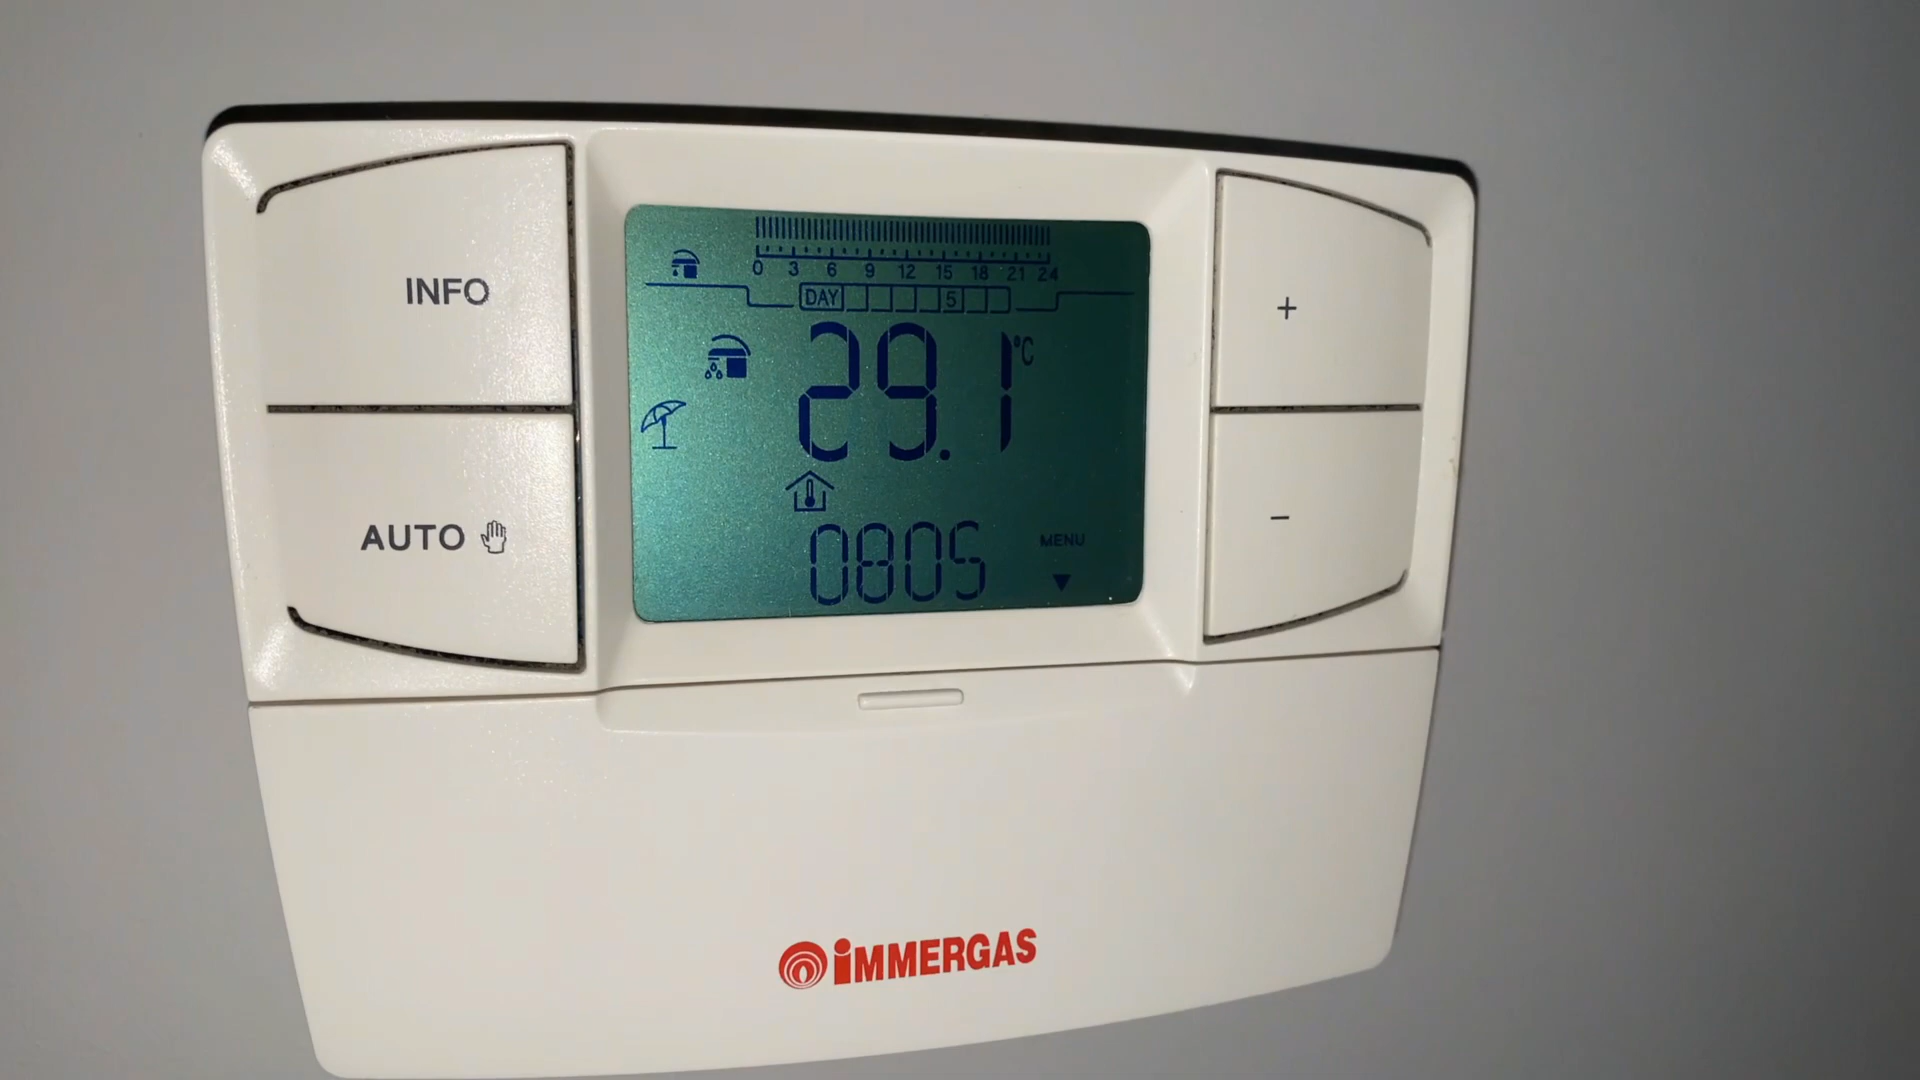 INFO
AUTO
0 3 6 9 12 15 18 21 24
DAY 5
29.1°C
0805
MENU
+
−
IMMERGAS